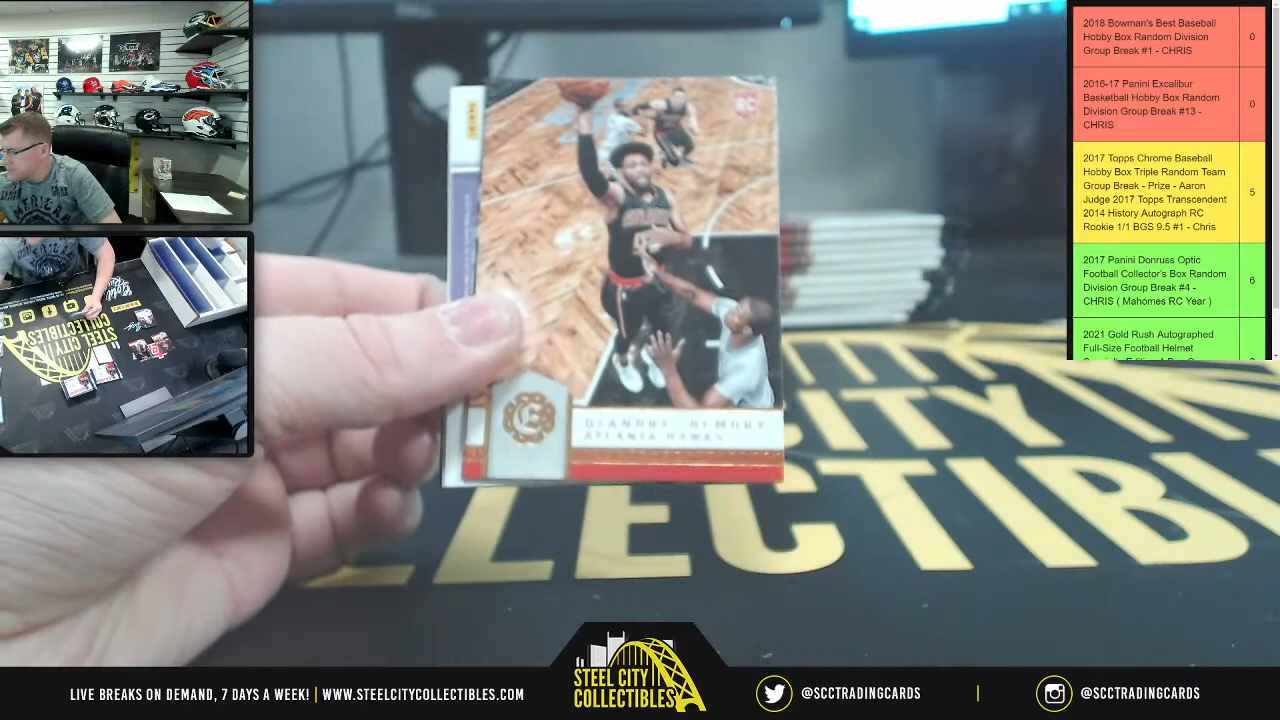 2018 Bowman's Best Baseball
Hobby Box Random Division
Group Break #1 - CHRIS
0
2016-17 Panini Excalibur
Basketball Hobby Box Random
Division Group Break #13 -
CHRIS
0
2017 Topps Chrome Baseball
Hobby Box Triple Random Team
Group Break - Prize - Aaron
Judge 2017 Topps Transcendent
2014 History Autograph RC
Rookie 1/1 BGS 9.5 #1 - Chris
5
2017 Panini Donruss Optic
Football Collector's Box Random
Division Group Break #4 -
CHRIS ( Mahomes RC Year )
6
2021 Gold Rush Autographed
Full-Size Football Helmet
RC
DEANDRE' BEMBRY
ATLANTA HAWKS
CITY
LECTIB
STEEL CITY
COLLECTIBLES
LIVE BREAKS ON DEMAND, 7 DAYS A WEEK! | WWW.STEELCITYCOLLECTIBLES.COM
STEEL CITY
COLLECTIBLES
@SCCTRADINGCARDS
@SCCTRADINGCARDS